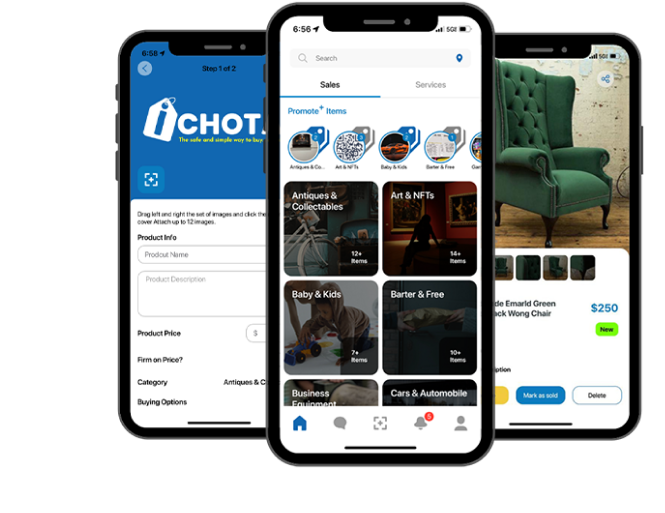 6:58
Step 1 of 2
iCHOT
The safe and simple way to buy
Drag left and right the set of images and click the
cover Attach up to 12 images.
Product Info
Prodcut Name
Product Description
Product Price
$
Firm on Price?
Category
Antiques & C
Buying Options
6:56
5GE
Search
Sales
Services
Promote+ Items
Antiques & Co...
Art & NFTs
Baby & Kids
Barter & Free
Antiques &
Collectables
12+
Items
Art & NFTs
14+
Items
Baby & Kids
7+
Items
Barter & Free
10+
Items
Business
Equipment
Cars & Automobile
5
5GE
de Emarld Green
ack Wong Chair
$250
New
ption
Mark as sold
Delete